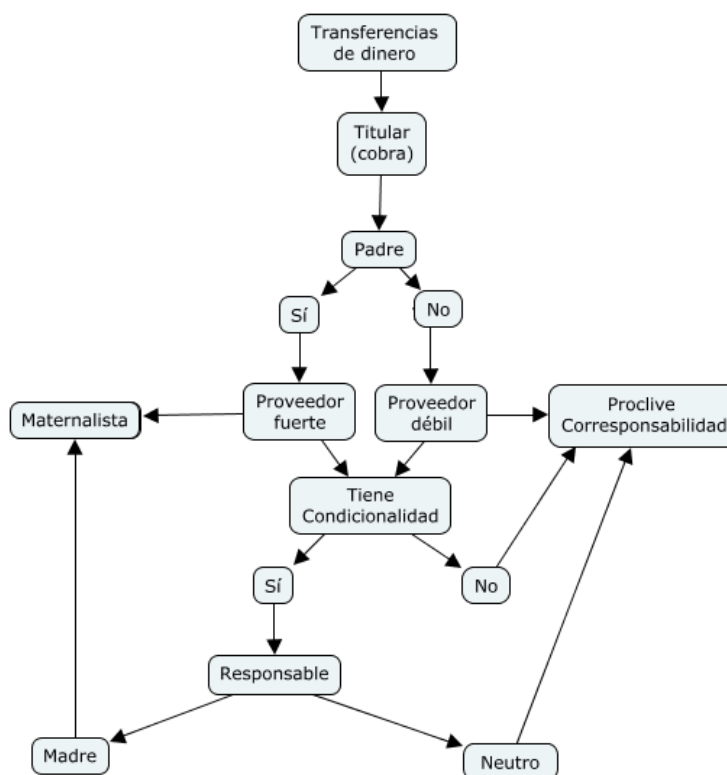 Transferencias
de dinero
Titular
(cobra)
Padre
Sí
No
Maternalista
Proveedor
fuerte
Proveedor
débil
Proclive
Corresponsabilidad
Tiene
Condicionalidad
Sí
No
Responsable
Madre
Neutro